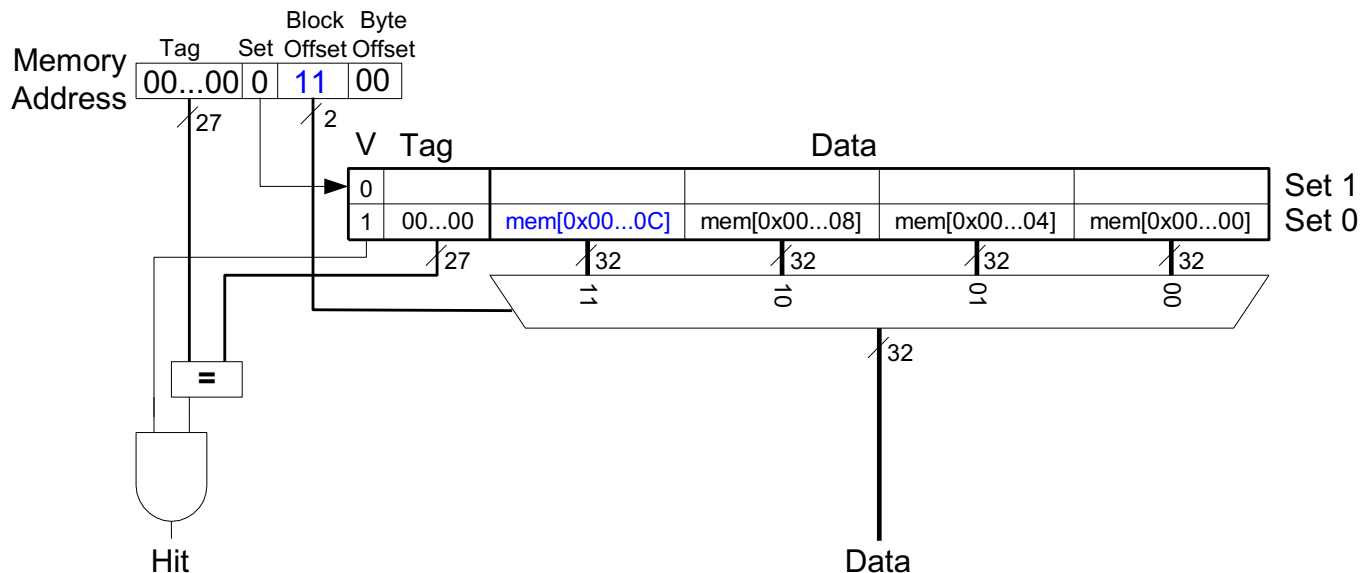 Block Byte
Tag Set Offset Offset
Memory Address 00...00 0 11 00
27 2
V Tag Data
0 Set 1
1 00...00 mem[0x00...0C] mem[0x00...08] mem[0x00...04] mem[0x00...00] Set 0
27 32 32 32 32
11 10 01 00
32
=
Hit Data